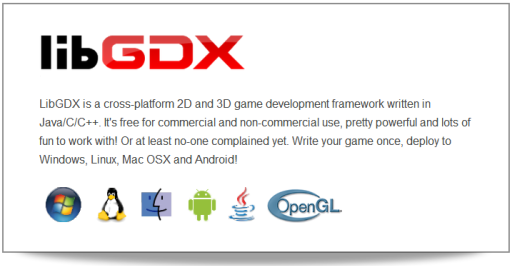 libGDX
LibGDX is a cross-platform 2D and 3D game development framework written in
Java/C/C++. It's free for commercial and non-commercial use, pretty powerful and lots of
fun to work with! Or at least no-one complained yet. Write your game once, deploy to
Windows, Linux, Mac OSX and Android!
OpenGL